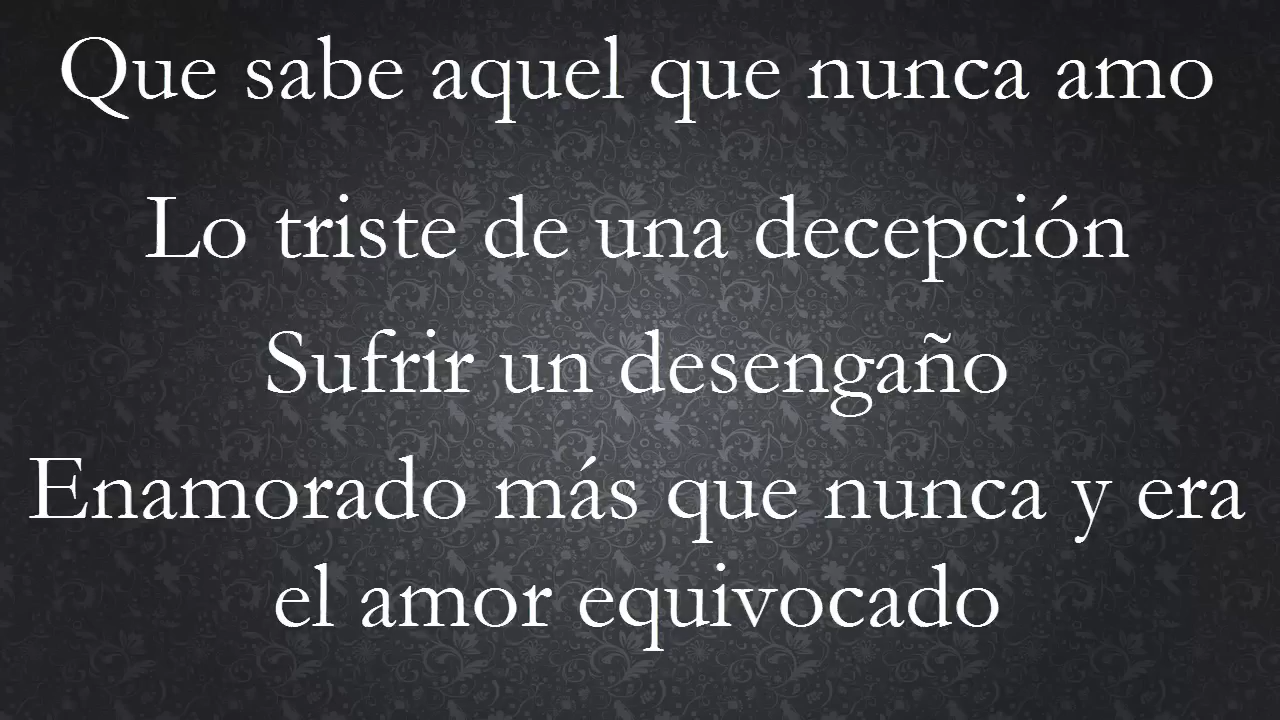 Que sabe aquel que nunca amo
Lo triste de una decepción
Sufrir un desengaño
Enamorado más que nunca y era
el amor equivocado